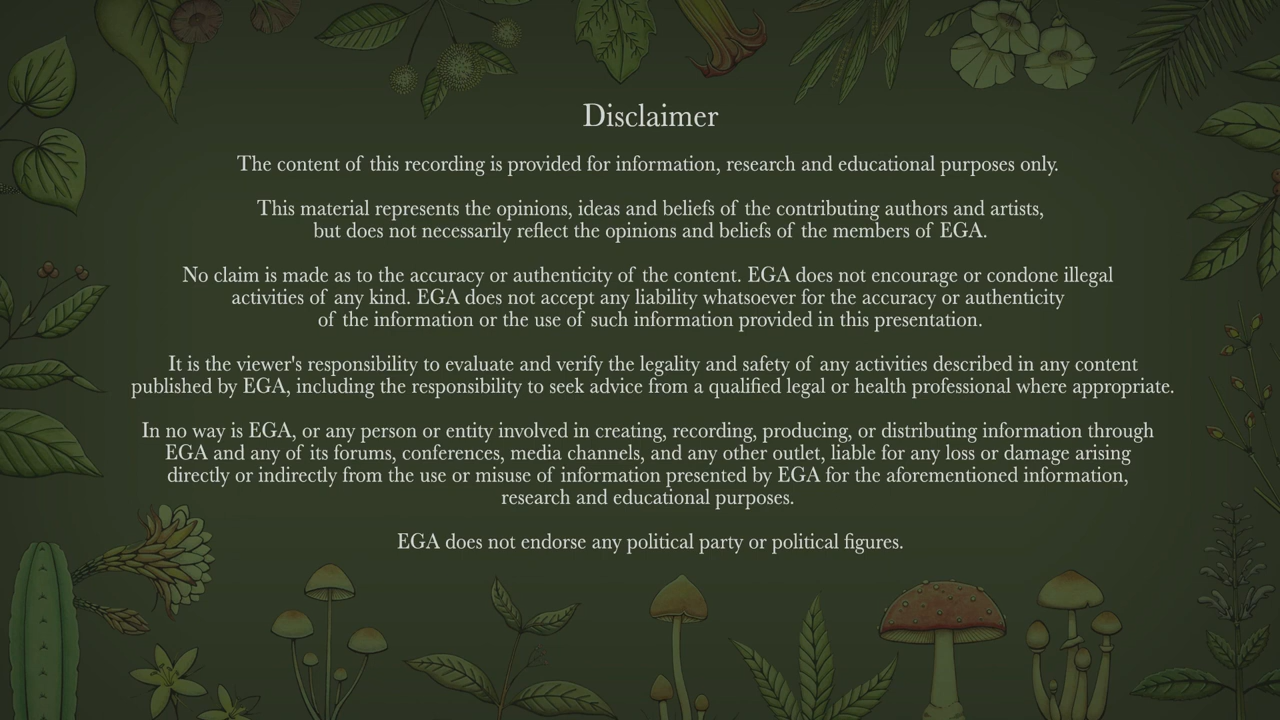 Disclaimer
The content of this recording is provided for information, research and educational purposes only.
This material represents the opinions, ideas and beliefs of the contributing authors and artists,
but does not necessarily reflect the opinions and beliefs of the members of EGA.
No claim is made as to the accuracy or authenticity of the content. EGA does not encourage or condone illegal
activities of any kind. EGA does not accept any liability whatsoever for the accuracy or authenticity
of the information or the use of such information provided in this presentation.
It is the viewer's responsibility to evaluate and verify the legality and safety of any activities described in any content
published by EGA, including the responsibility to seek advice from a qualified legal or health professional where appropriate.
In no way is EGA, or any person or entity involved in creating, recording, producing, or distributing information through
EGA and any of its forums, conferences, media channels, and any other outlet, liable for any loss or damage arising
directly or indirectly from the use or misuse of information presented by EGA for the aforementioned information,
research and educational purposes.
EGA does not endorse any political party or political figures.